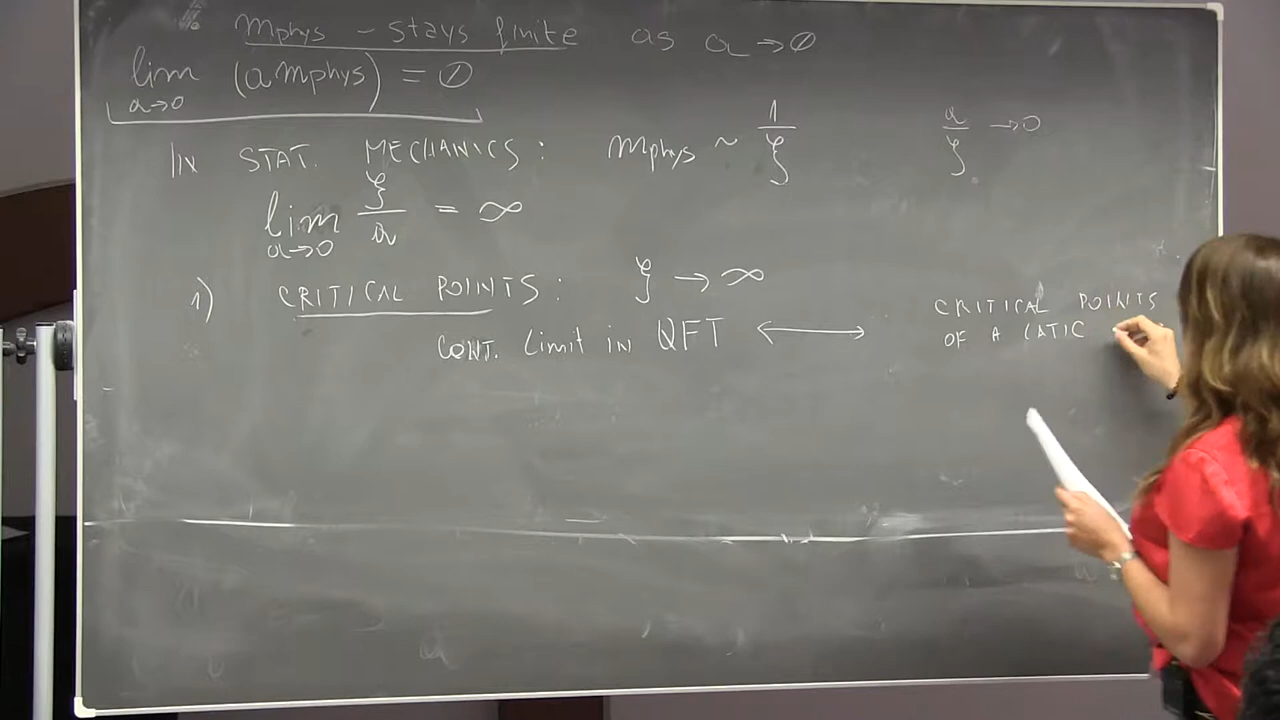 mphys – stays finite as a → 0
lim (a mphys) = 0
a→0
IN STAT. MECHANICS: mphys ~ 1/ξ a/ξ → 0
lim ξ/a = ∞
a→0
1) CRITICAL POINTS: ξ → ∞
CONT. Limit in QFT ⟷ CRITICAL POINTS
OF A LATIC